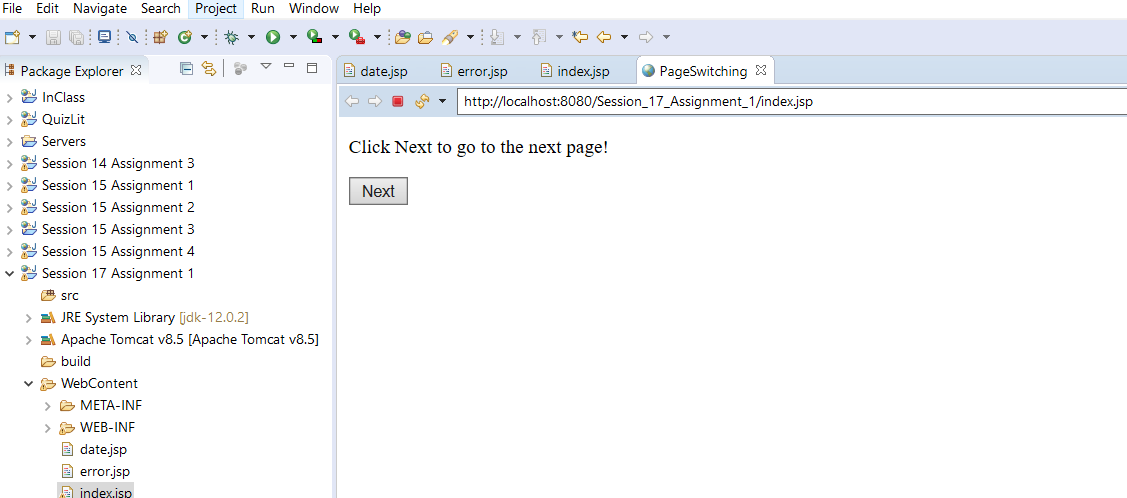 File Edit Navigate Search Project Run Window Help
Package Explorer
date.jsp error.jsp index.jsp PageSwitching
http://localhost:8080/Session_17_Assignment_1/index.jsp
InClass
QuizLit
Servers
Session 14 Assignment 3
Session 15 Assignment 1
Session 15 Assignment 2
Session 15 Assignment 3
Session 15 Assignment 4
Session 17 Assignment 1
src
JRE System Library [jdk-12.0.2]
Apache Tomcat v8.5 [Apache Tomcat v8.5]
build
WebContent
META-INF
WEB-INF
date.jsp
error.jsp
index.jsp
Click Next to go to the next page!
Next